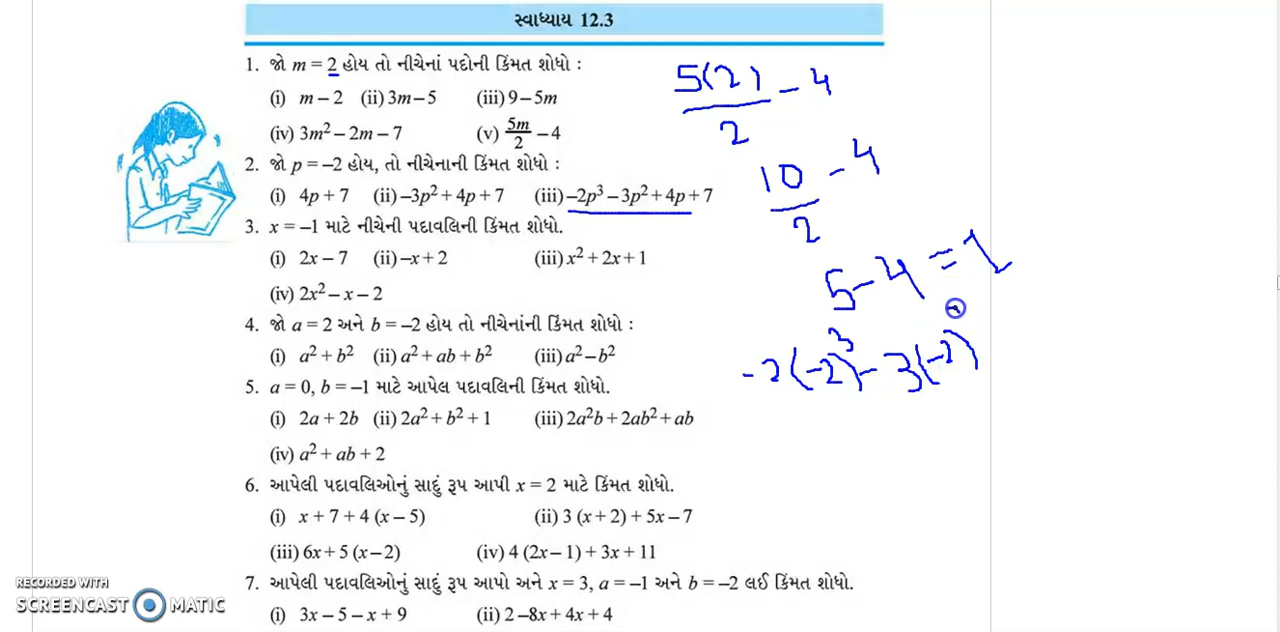 સ્વાધ્યાય 12.3
1. જો m = 2 હોય તો નીચેનાં પદોની કિંમત શોધો :
(i) m – 2 (ii) 3m – 5 (iii) 9 – 5m
(iv) 3m² – 2m – 7 (v) 5m/2 – 4
2. જો p = –2 હોય, તો નીચેનાની કિંમત શોધો :
(i) 4p + 7 (ii) –3p² + 4p + 7 (iii) –2p³ – 3p² + 4p + 7
3. x = –1 માટે નીચેની પદાવલિની કિંમત શોધો.
(i) 2x – 7 (ii) –x + 2 (iii) x² + 2x + 1
(iv) 2x² – x – 2
4. જો a = 2 અને b = –2 હોય તો નીચેનાંની કિંમત શોધો :
(i) a² + b² (ii) a² + ab + b² (iii) a² – b²
5. a = 0, b = –1 માટે આપેલ પદાવલિની કિંમત શોધો.
(i) 2a + 2b (ii) 2a² + b² + 1 (iii) 2a²b + 2ab² + ab
(iv) a² + ab + 2
6. આપેલી પદાવલિઓનું સાદું રૂપ આપી x = 2 માટે કિંમત શોધો.
(i) x + 7 + 4 (x – 5) (ii) 3 (x + 2) + 5x – 7
(iii) 6x + 5 (x – 2) (iv) 4 (2x – 1) + 3x + 11
7. આપેલી પદાવલિઓનું સાદું રૂપ આપો અને x = 3, a = –1 અને b = –2 લઈ કિંમત શોધો.
(i) 3x – 5 – x + 9 (ii) 2 – 8x + 4x + 4
5(2)/2 – 4
10/2 – 4
5 – 4 = 1
-2(-2)³ – 3(-2)
RECORDED WITH
SCREENCAST MATIC